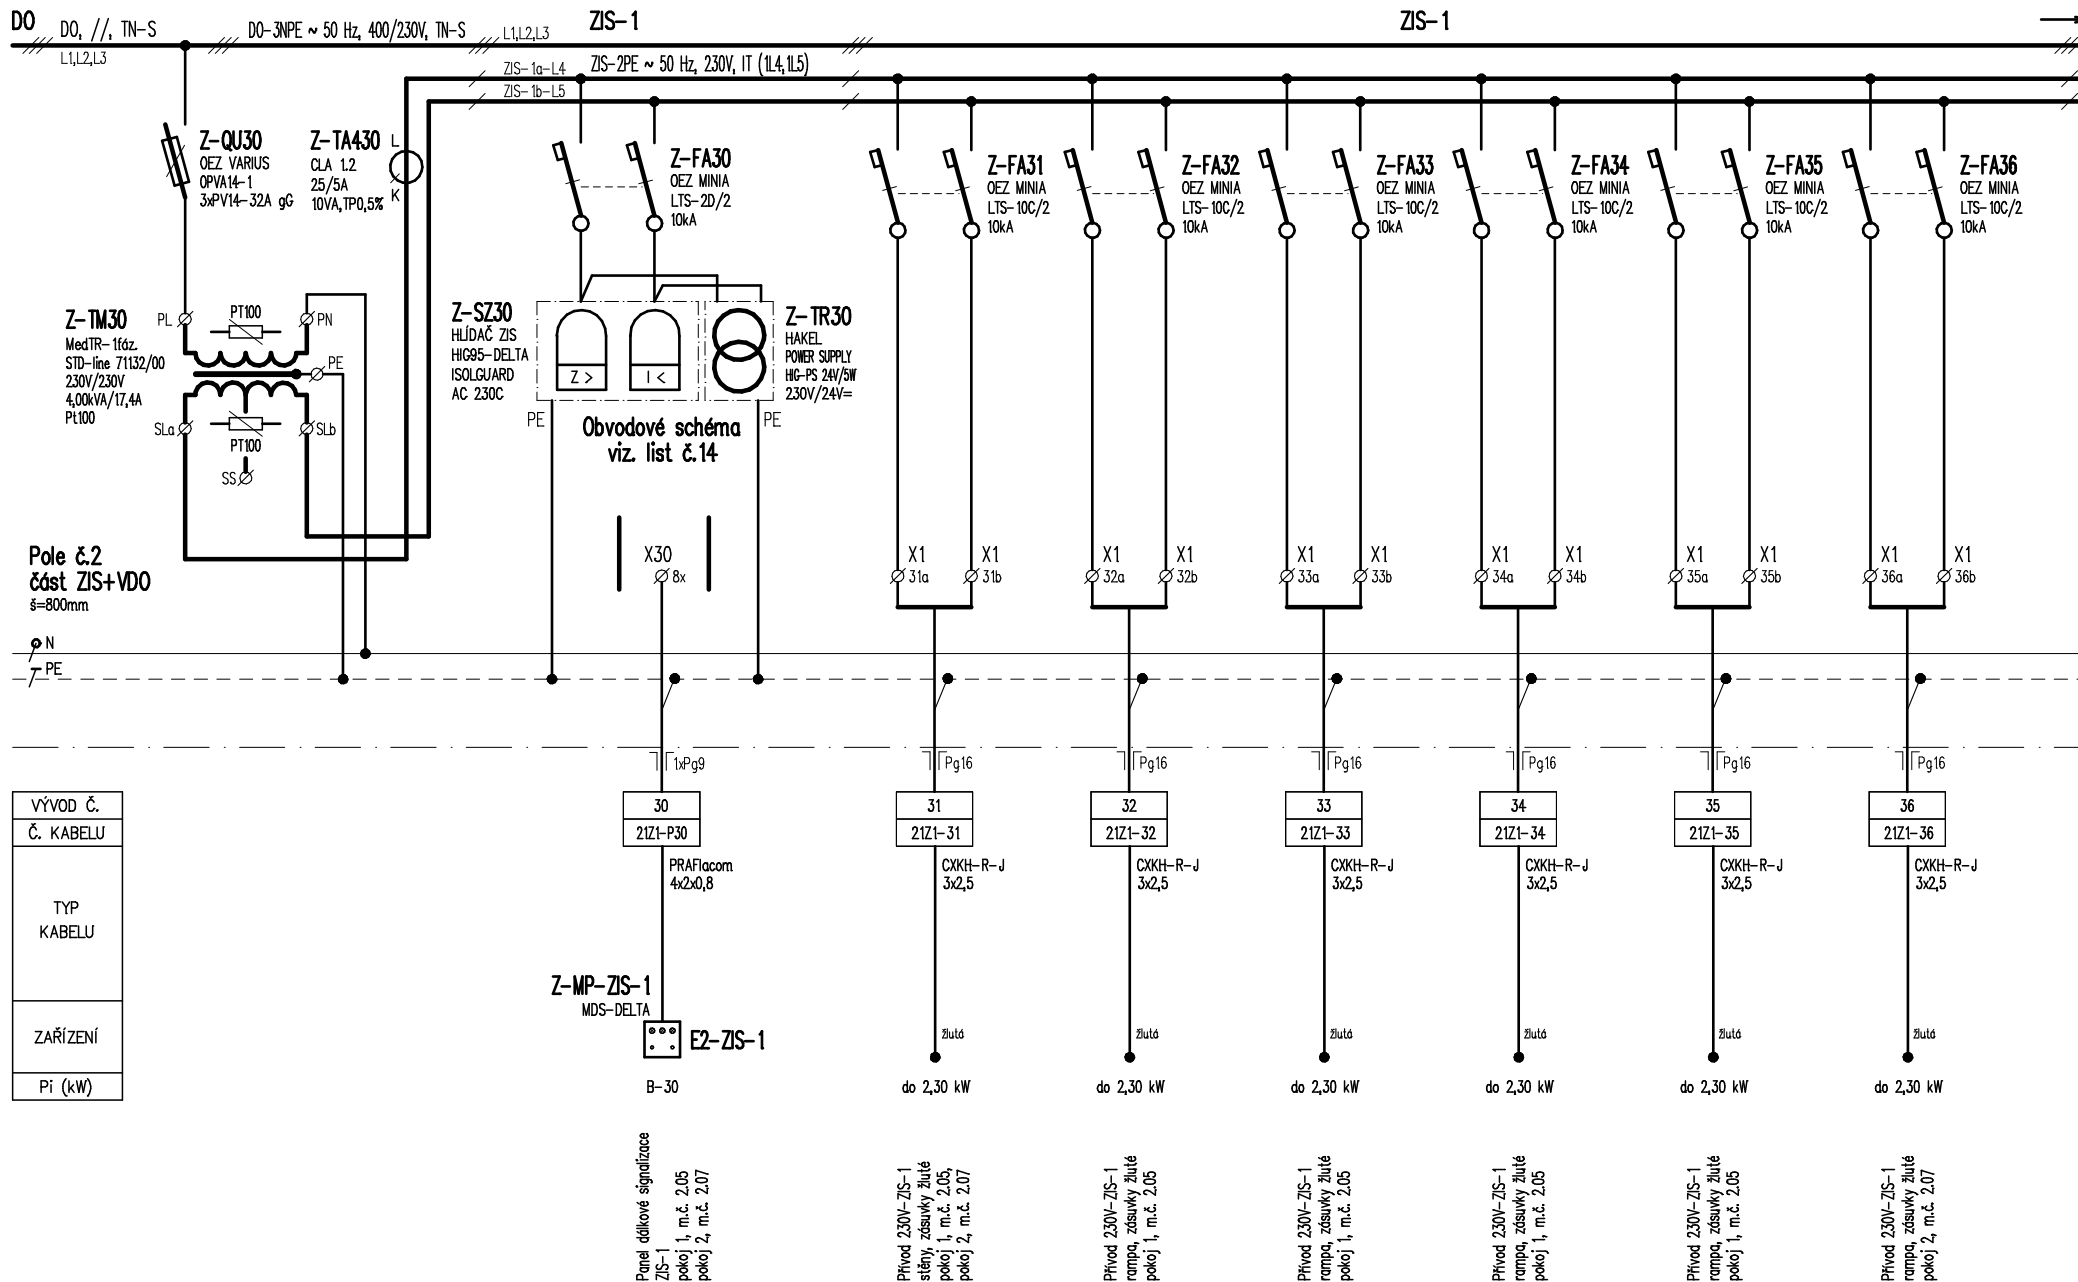 DO
DO, //, TN-S
L1,L2,L3
DO-3NPE ~ 50 Hz, 400/230V, TN-S
L1,L2,L3
ZIS-1
ZIS-1
ZIS-1a-L4
ZIS-2PE ~ 50 Hz, 230V, IT (1L4,1L5)
ZIS-1b-L5
Z-QU30
OEZ VARIUS
OPVA14-1
3xPV14-32A gG
Z-TA430
CLA 1.2
25/5A
10VA,TP0,5%
L
K
Z-FA30
OEZ MINIA
LTS-2D/2
10kA
Z-FA31
OEZ MINIA
LTS-10C/2
10kA
Z-FA32
OEZ MINIA
LTS-10C/2
10kA
Z-FA33
OEZ MINIA
LTS-10C/2
10kA
Z-FA34
OEZ MINIA
LTS-10C/2
10kA
Z-FA35
OEZ MINIA
LTS-10C/2
10kA
Z-FA36
OEZ MINIA
LTS-10C/2
10kA
Z-TM30
MedTR-1fáz.
STD-line 71132/00
230V/230V
4,00kVA/17,4A
Pt100
PL
PT100
PN
PE
SLa
PT100
SLb
SS
Z-SZ30
HLÍDAČ ZIS
HIG95-DELTA
ISOLGUARD
AC 230C
Z >
I <
Z-TR30
HAKEL
POWER SUPPLY
HIG-PS 24V/5W
230V/24V=
PE
PE
Obvodové schéma
viz. list č.14
Pole č.2
část ZIS+VDO
š=800mm
X30
8x
X1
31a
X1
31b
X1
32a
X1
32b
X1
33a
X1
33b
X1
34a
X1
34b
X1
35a
X1
35b
X1
36a
X1
36b
N
PE
1xPg9
Pg16
Pg16
Pg16
Pg16
Pg16
Pg16
VÝVOD Č.
30
31
32
33
34
35
36
Č. KABELU
21Z1-P30
21Z1-31
21Z1-32
21Z1-33
21Z1-34
21Z1-35
21Z1-36
TYP
KABELU
PRAFlacom
4x2x0,8
CXKH-R-J
3x2,5
CXKH-R-J
3x2,5
CXKH-R-J
3x2,5
CXKH-R-J
3x2,5
CXKH-R-J
3x2,5
CXKH-R-J
3x2,5
ZAŘÍZENÍ
Z-MP-ZIS-1
MDS-DELTA
E2-ZIS-1
žlutá
žlutá
žlutá
žlutá
žlutá
žlutá
Pi (kW)
B-30
do 2,30 kW
do 2,30 kW
do 2,30 kW
do 2,30 kW
do 2,30 kW
do 2,30 kW
Panel dálkové signalizace
ZIS-1
pokoj 1, m.č. 2.05
pokoj 2, m.č. 2.07
Přívod 230V-ZIS-1
stěny, zásuvky žluté
pokoj 1, m.č. 2.05,
pokoj 2, m.č. 2.07
Přívod 230V-ZIS-1
rampa, zásuvky žluté
pokoj 1, m.č. 2.05
Přívod 230V-ZIS-1
rampa, zásuvky žluté
pokoj 1, m.č. 2.05
Přívod 230V-ZIS-1
rampa, zásuvky žluté
pokoj 1, m.č. 2.05
Přívod 230V-ZIS-1
rampa, zásuvky žluté
pokoj 1, m.č. 2.05
Přívod 230V-ZIS-1
rampa, zásuvky žluté
pokoj 2, m.č. 2.07